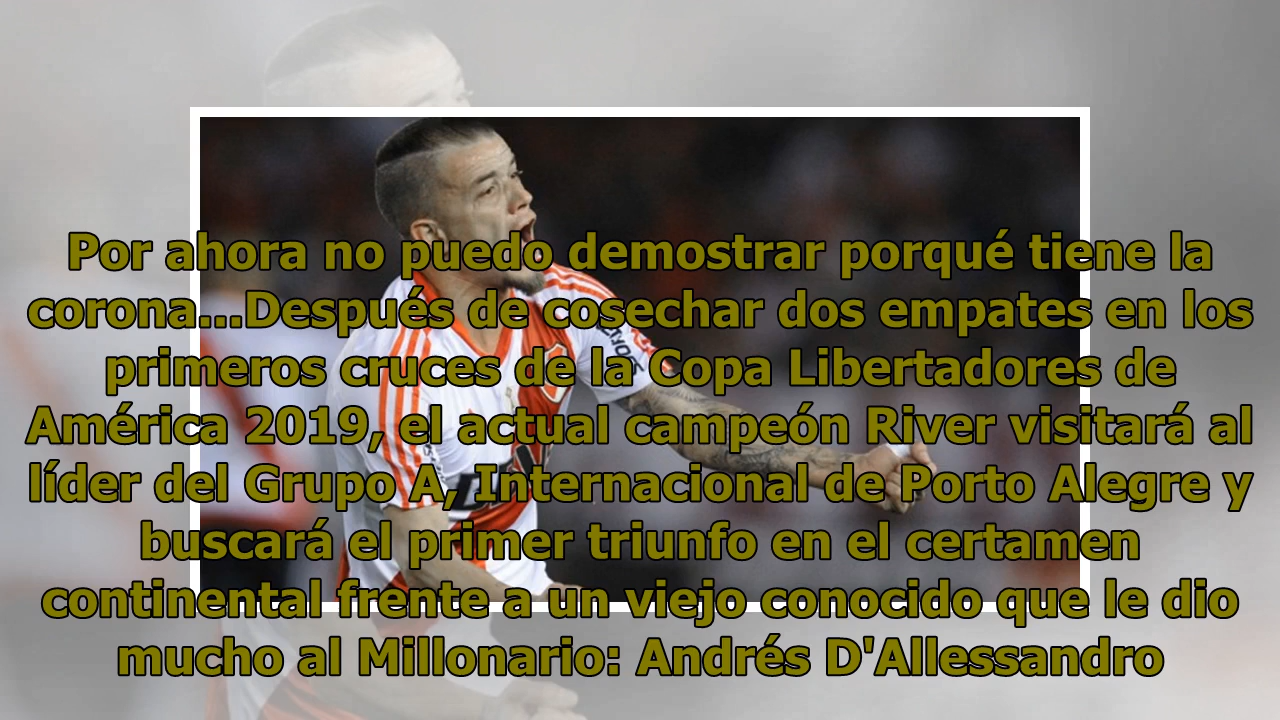 Por ahora no puedo demostrar porqué tiene la
corona...Después de cosechar dos empates en los
primeros cruces de la Copa Libertadores de
América 2019, el actual campeón River visitará al
líder del Grupo A, Internacional de Porto Alegre y
buscará el primer triunfo en el certamen
continental frente a un viejo conocido que le dio
mucho al Millonario: Andrés D'Allessandro